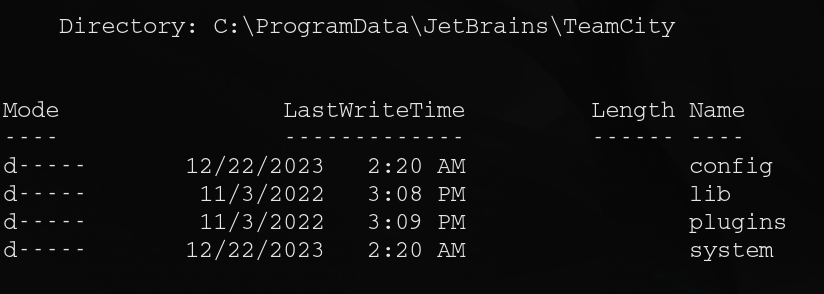 Directory: C:\ProgramData\JetBrains\TeamCity
Mode                LastWriteTime         Length Name
----                -------------         ------ ----
d-----       12/22/2023   2:20 AM                config
d-----        11/3/2022   3:08 PM                lib
d-----        11/3/2022   3:09 PM                plugins
d-----       12/22/2023   2:20 AM                system